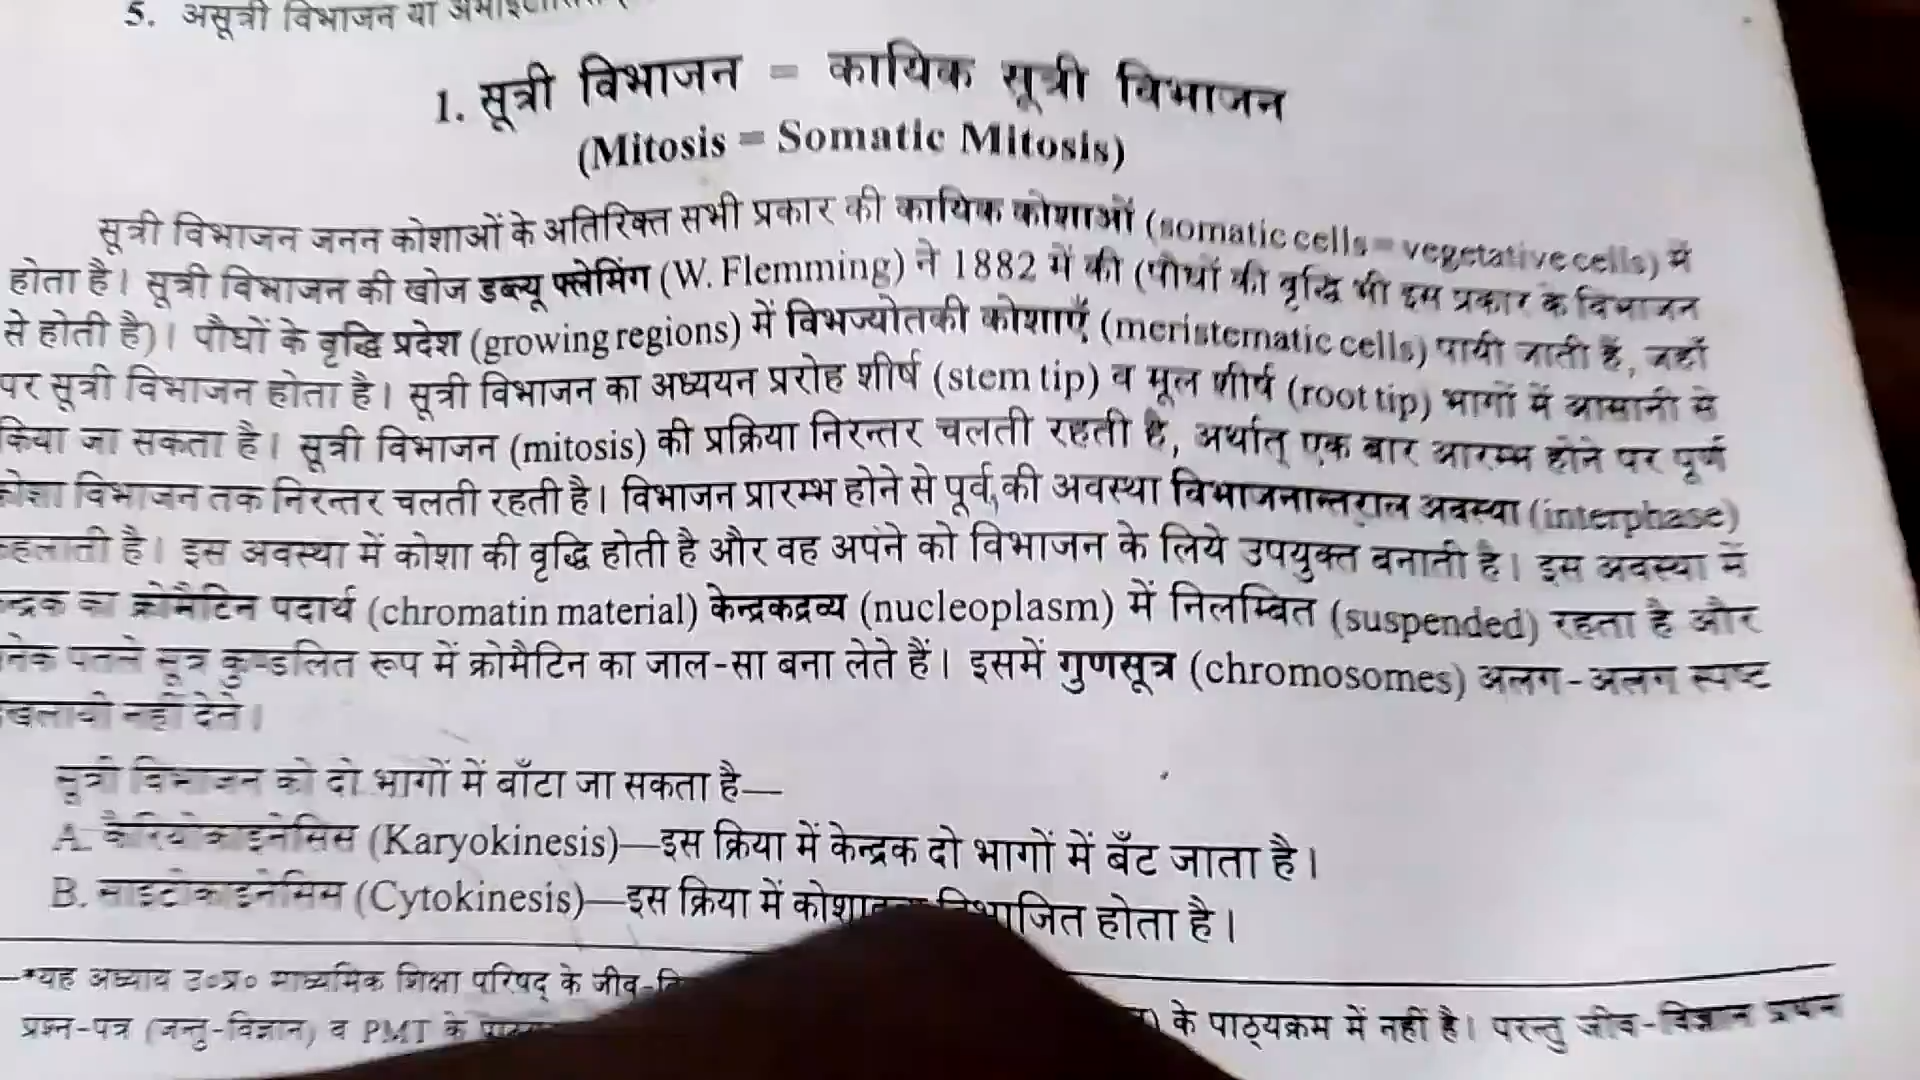 5. असूत्री विभाजन या
1. सूत्री विभाजन = कायिक सूत्री विभाजन
(Mitosis = Somatic Mitosis)
सूत्री विभाजन जनन कोशाओं के अतिरिक्त सभी प्रकार की कायिक कोशाओं (somatic cells = vegetative cells) में
होता है। सूत्री विभाजन की खोज डब्ल्यू फ्लेमिंग (W. Flemming) ने 1882 में की (पौधों की वृद्धि भी इस प्रकार के विभाजन
से होती है)। पौधों के वृद्धि प्रदेश (growing regions) में विभज्योतकी कोशाएँ (meristematic cells) पायी जाती हैं, जहाँ
पर सूत्री विभाजन होता है। सूत्री विभाजन का अध्ययन प्ररोह शीर्ष (stem tip) व मूल शीर्ष (root tip) भागों में आसानी से
किया जा सकता है। सूत्री विभाजन (mitosis) की प्रक्रिया निरन्तर चलती रहती है, अर्थात् एक बार आरम्भ होने पर पूर्ण
विभाजन तक निरन्तर चलती रहती है। विभाजन प्रारम्भ होने से पूर्व की अवस्था विभाजनान्तराल अवस्था (interphase)
है। इस अवस्था में कोशा की वृद्धि होती है और वह अपने को विभाजन के लिये उपयुक्त बनाती है। इस अवस्था में
का क्रोमैटिन पदार्थ (chromatin material) केन्द्रकद्रव्य (nucleoplasm) में निलम्बित (suspended) रहता है और
पतले सूत्र कुण्डलित रूप में क्रोमैटिन का जाल-सा बना लेते हैं। इसमें गुणसूत्र (chromosomes) अलग-अलग स्पष्ट
नहीं देते।
सूत्री विभाजन को दो भागों में बाँटा जा सकता है—
A. कैरियोकाइनेसिस (Karyokinesis)—इस क्रिया में केन्द्रक दो भागों में बँट जाता है।
B. साइटोकाइनेसिस (Cytokinesis)—इस क्रिया में होता है।
*यह अध्याय उ०प्र० माध्यमिक शिक्षा परिषद् के
प्रश्न-पत्र (जन्तु-विज्ञान) व PMT के के पाठ्यक्रम में नहीं है। परन्तु जीव-विज्ञान प्रथम